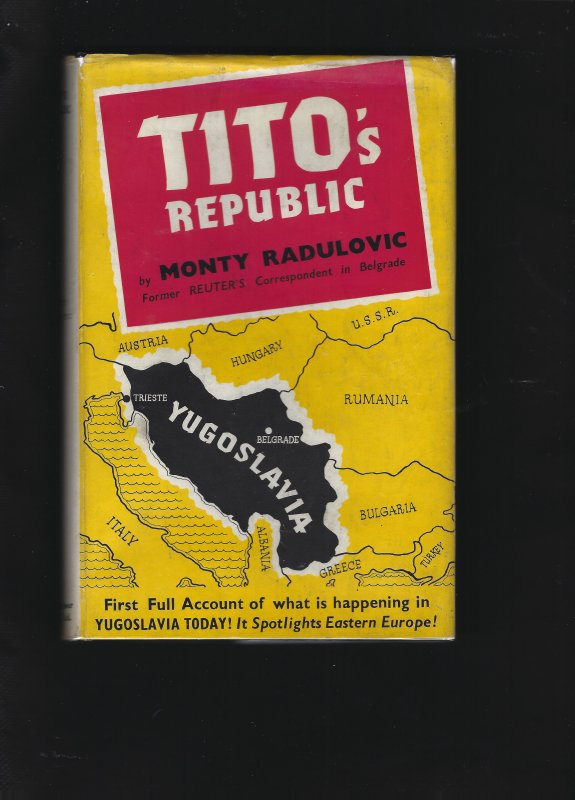 TITO's
REPUBLIC
by MONTY RADULOVIC
Former REUTER'S Correspondent in Belgrade
U.S.S.R.
AUSTRIA
HUNGARY
TRIESTE
RUMANIA
YUGOSLAVIA
BELGRADE
BULGARIA
ITALY
ALBANIA
GREECE
TURKEY
First Full Account of what is happening in
YUGOSLAVIA TODAY! It Spotlights Eastern Europe!